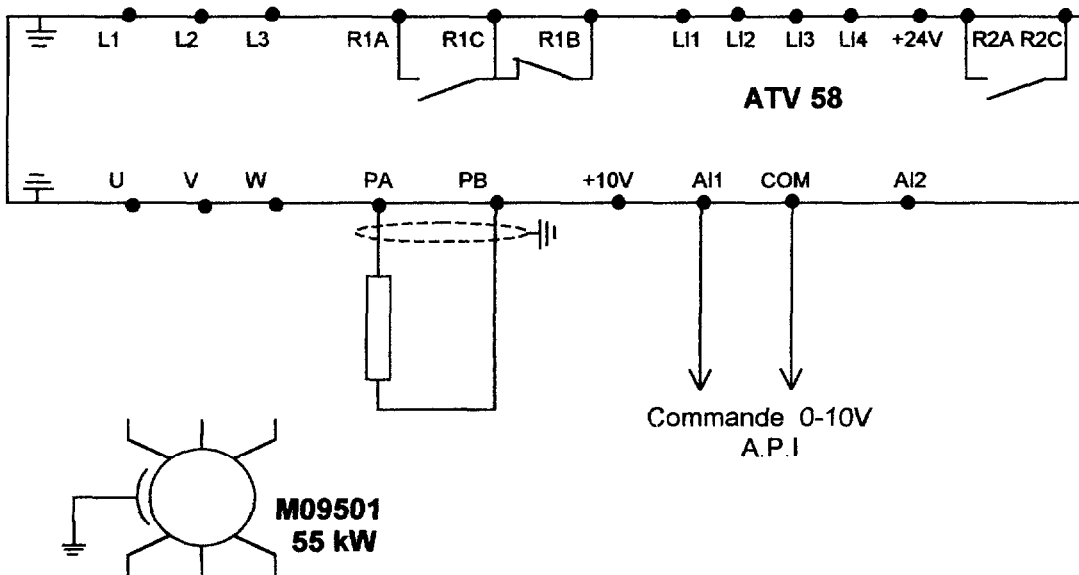 L1 L2 L3 R1A R1C R1B LI1 LI2 LI3 LI4 +24V R2A R2C
ATV 58
U V W PA PB +10V AI1 COM AI2
Commande 0-10V
A.P.I
M09501
55 kW